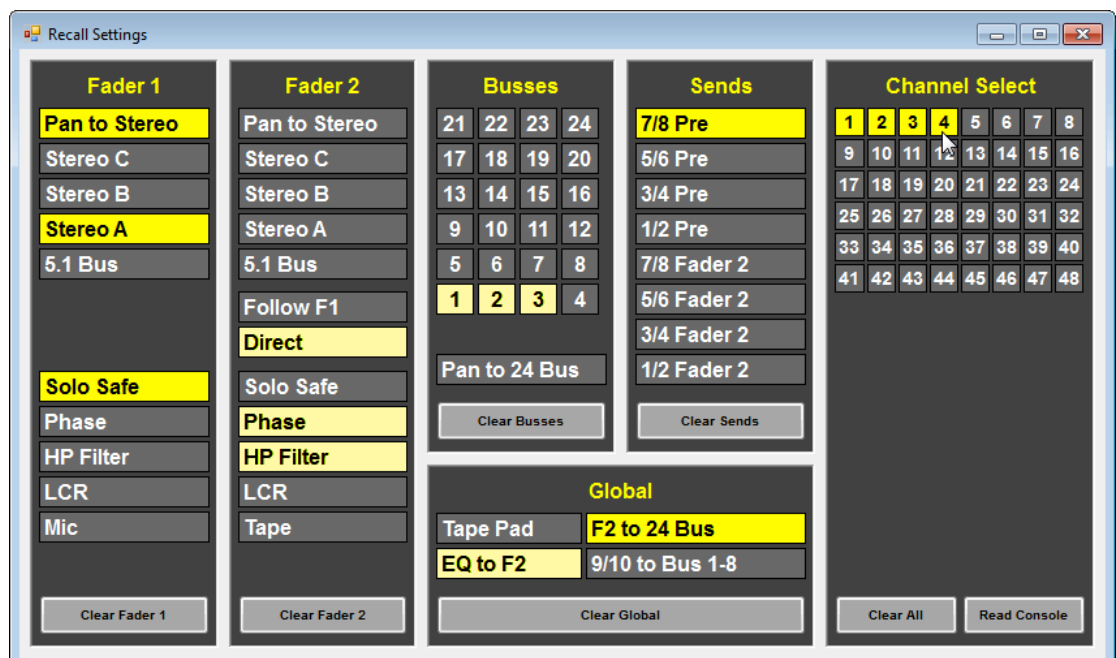 Recall Settings
Fader 1
Pan to Stereo
Stereo C
Stereo B
Stereo A
5.1 Bus
Solo Safe
Phase
HP Filter
LCR
Mic
Clear Fader 1
Fader 2
Pan to Stereo
Stereo C
Stereo B
Stereo A
5.1 Bus
Follow F1
Direct
Solo Safe
Phase
HP Filter
LCR
Tape
Clear Fader 2
Busses
21 22 23 24
17 18 19 20
13 14 15 16
9 10 11 12
5 6 7 8
1 2 3 4
Pan to 24 Bus
Clear Busses
Sends
7/8 Pre
5/6 Pre
3/4 Pre
1/2 Pre
7/8 Fader 2
5/6 Fader 2
3/4 Fader 2
1/2 Fader 2
Clear Sends
Global
Tape Pad F2 to 24 Bus
EQ to F2 9/10 to Bus 1-8
Clear Global
Channel Select
1 2 3 4 5 6 7 8
9 10 11 12 13 14 15 16
17 18 19 20 21 22 23 24
25 26 27 28 29 30 31 32
33 34 35 36 37 38 39 40
41 42 43 44 45 46 47 48
Clear All Read Console